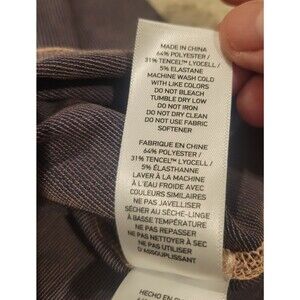 MADE IN CHINA
64% POLYESTER /
31% TENCEL™ LYOCELL /
5% ELASTANE
MACHINE WASH COLD
WITH LIKE COLORS
DO NOT BLEACH
TUMBLE DRY LOW
DO NOT IRON
DO NOT DRY CLEAN
DO NOT USE FABRIC
SOFTENER
FABRIQUE EN CHINE
64% POLYESTER /
31% TENCEL™ LYOCELL /
5% ÉLASTHANNE
LAVER À LA MACHINE
À L'EAU FROIDE AVEC
COULEURS SIMILAIRES
NE PAS JAVELLISER
SÉCHER AU SÈCHE-LINGE
À BASSE TEMPÉRATURE
NE PAS REPASSER
NE PAS NETTOYER À SEC
NE PAS UTILISER
D'ASSOUPLISSANT
HECHO EN